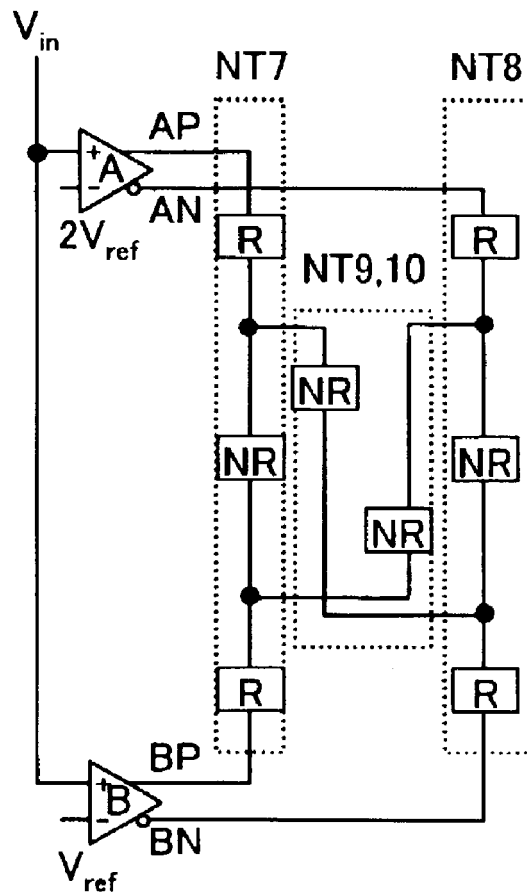 V_in
NT7 NT8
AP
+ A
-
AN
2V_ref
R R
NT9,10
NR
NR NR
NR
R R
BP
+ B
-
BN
V_ref